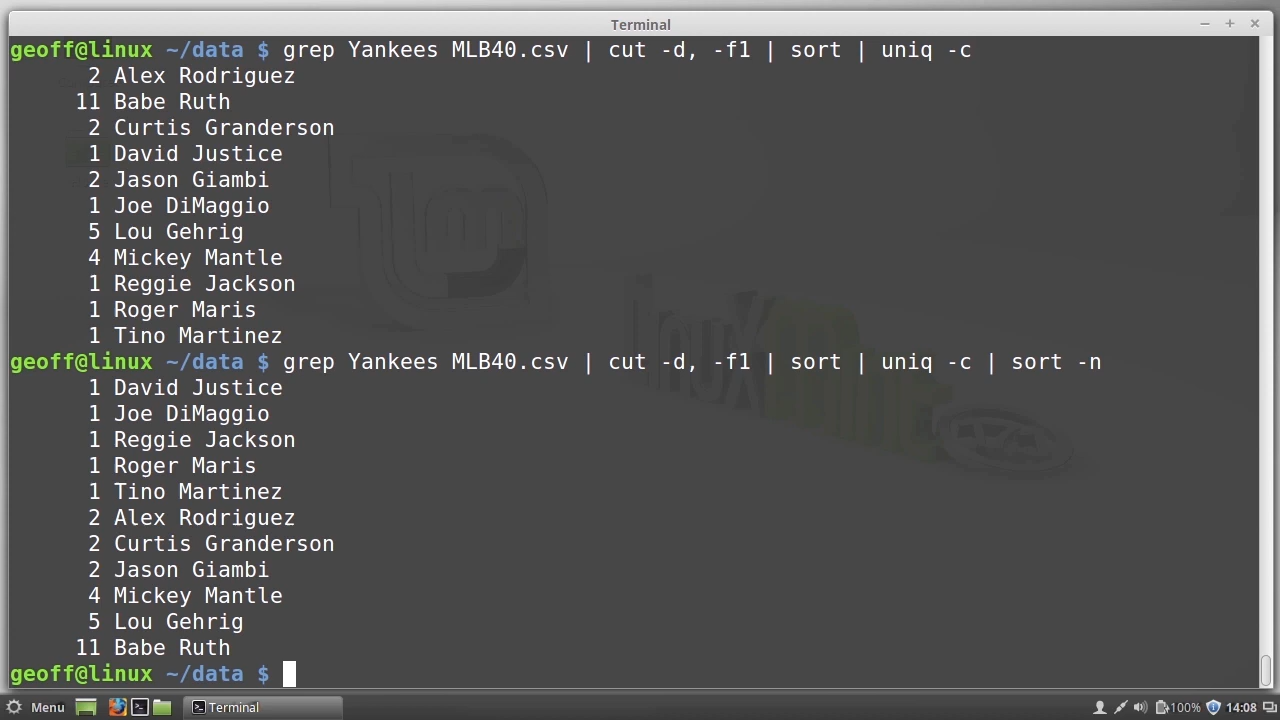 Terminal
geoff@linux ~/data $ grep Yankees MLB40.csv | cut -d, -f1 | sort | uniq -c
2 Alex Rodriguez
11 Babe Ruth
2 Curtis Granderson
1 David Justice
2 Jason Giambi
1 Joe DiMaggio
5 Lou Gehrig
4 Mickey Mantle
1 Reggie Jackson
1 Roger Maris
1 Tino Martinez
geoff@linux ~/data $ grep Yankees MLB40.csv | cut -d, -f1 | sort | uniq -c | sort -n
1 David Justice
1 Joe DiMaggio
1 Reggie Jackson
1 Roger Maris
1 Tino Martinez
2 Alex Rodriguez
2 Curtis Granderson
2 Jason Giambi
4 Mickey Mantle
5 Lou Gehrig
11 Babe Ruth
geoff@linux ~/data $
Menu
Terminal
100%
14:08